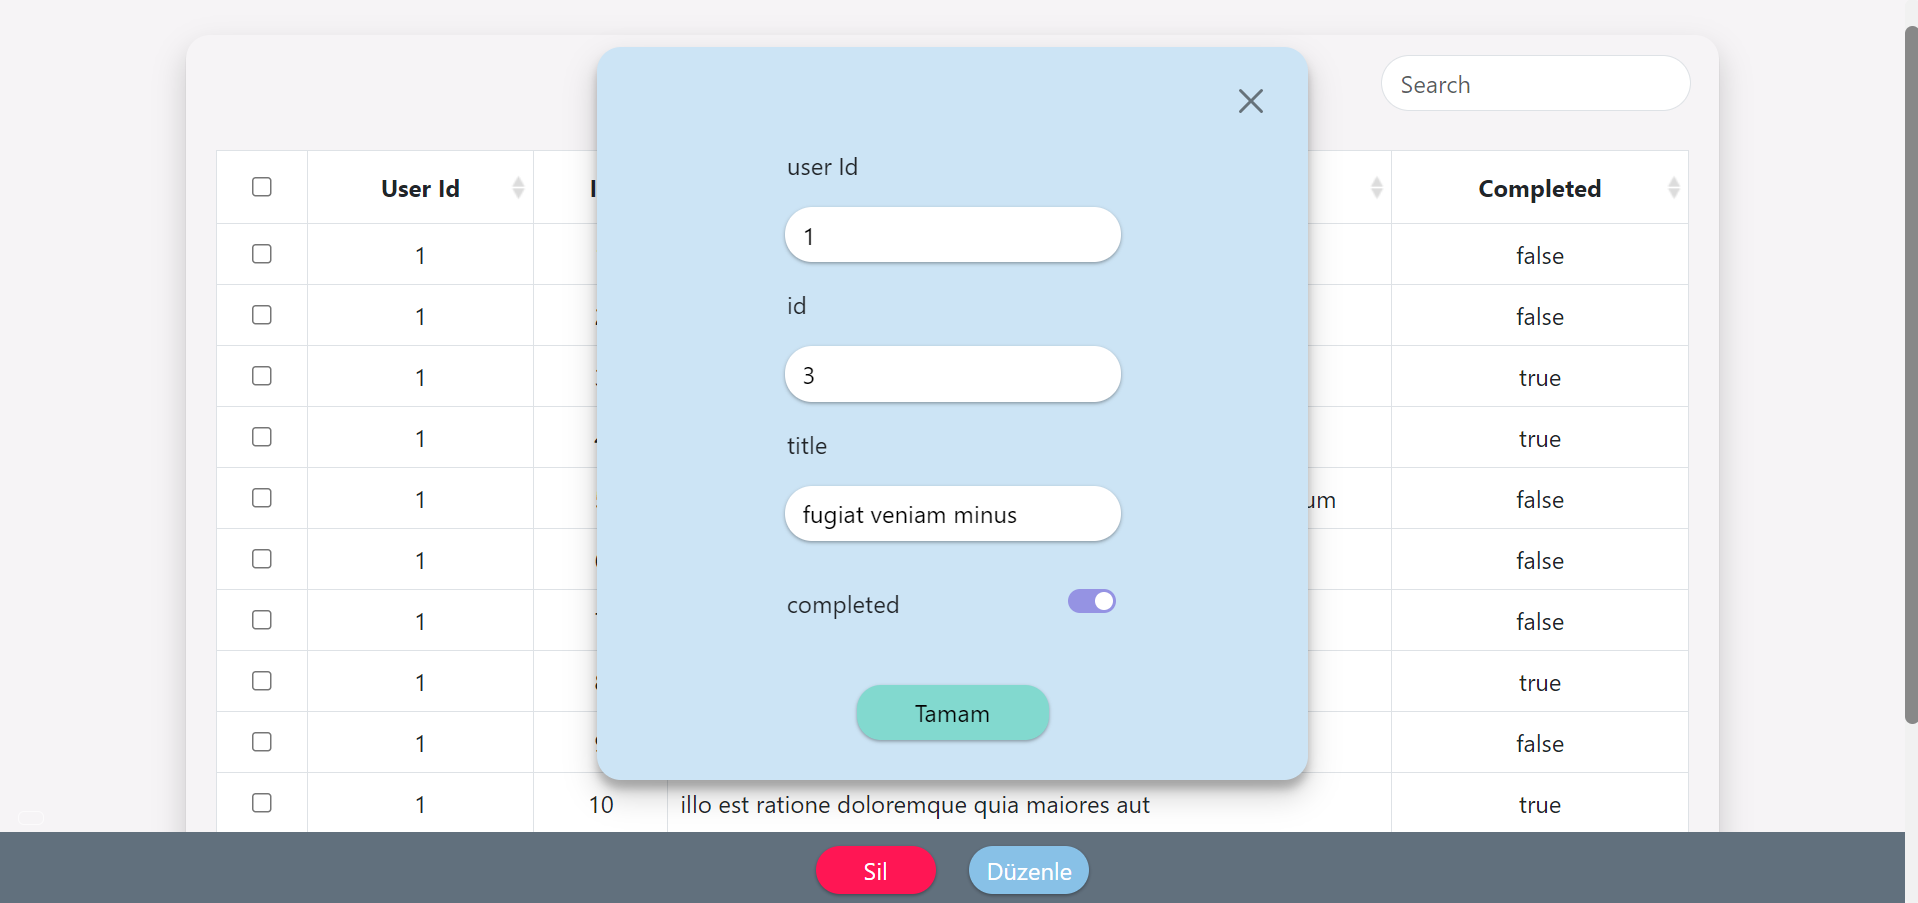 Search
User Id
Completed
1 false
1 false
1 true
1 true
1 um false
1 false
1 false
1 true
1 false
1 10 illo est ratione doloremque quia maiores aut true
user Id
1
id
3
title
fugiat veniam minus
completed
Tamam
Sil
Düzenle